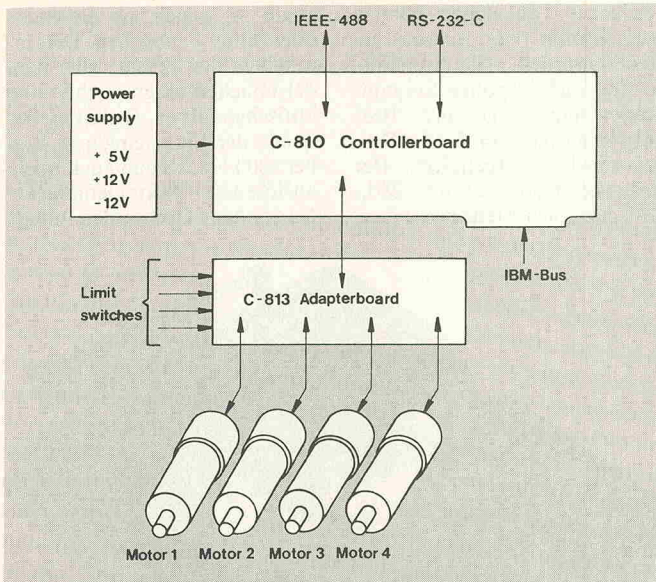 IEEE-488 RS-232-C
Power
supply
+ 5V
+12V
-12V
C-810 Controllerboard
IBM-Bus
Limit
switches
C-813 Adapterboard
Motor 1 Motor 2 Motor 3 Motor 4